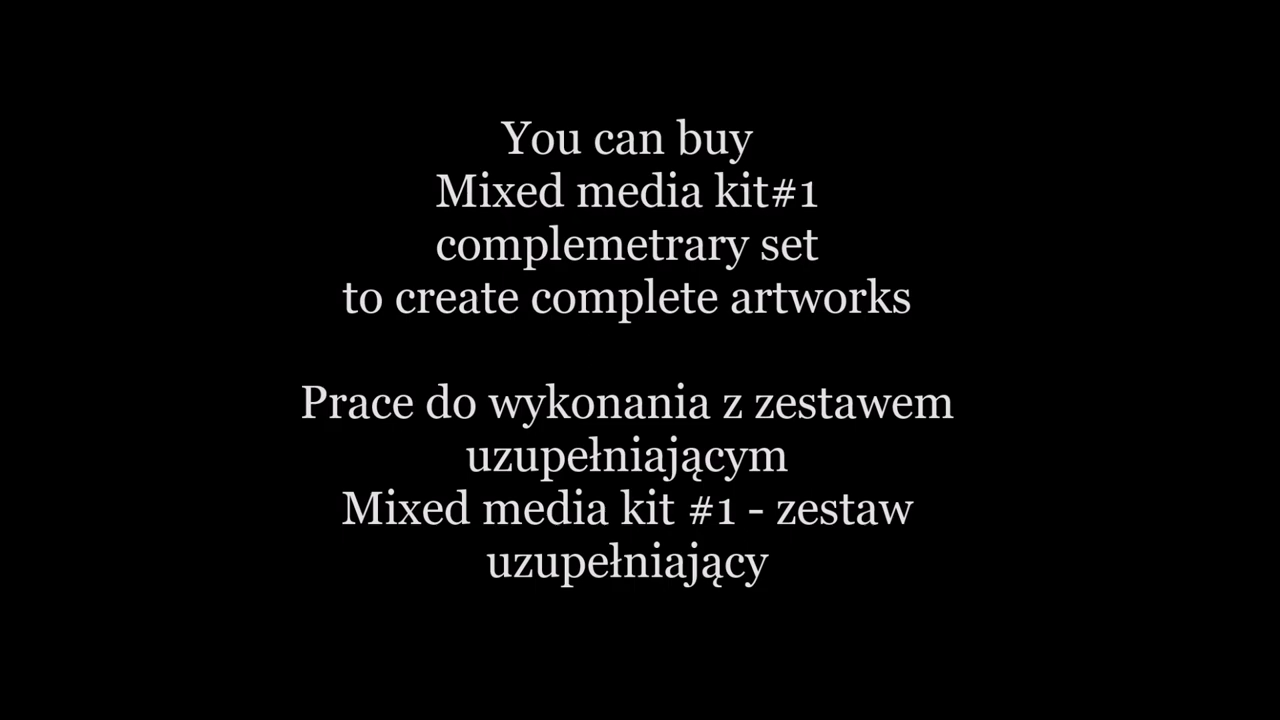 You can buy
Mixed media kit#1
complemetrary set
to create complete artworks
Prace do wykonania z zestawem
uzupełniającym
Mixed media kit #1 - zestaw
uzupełniający